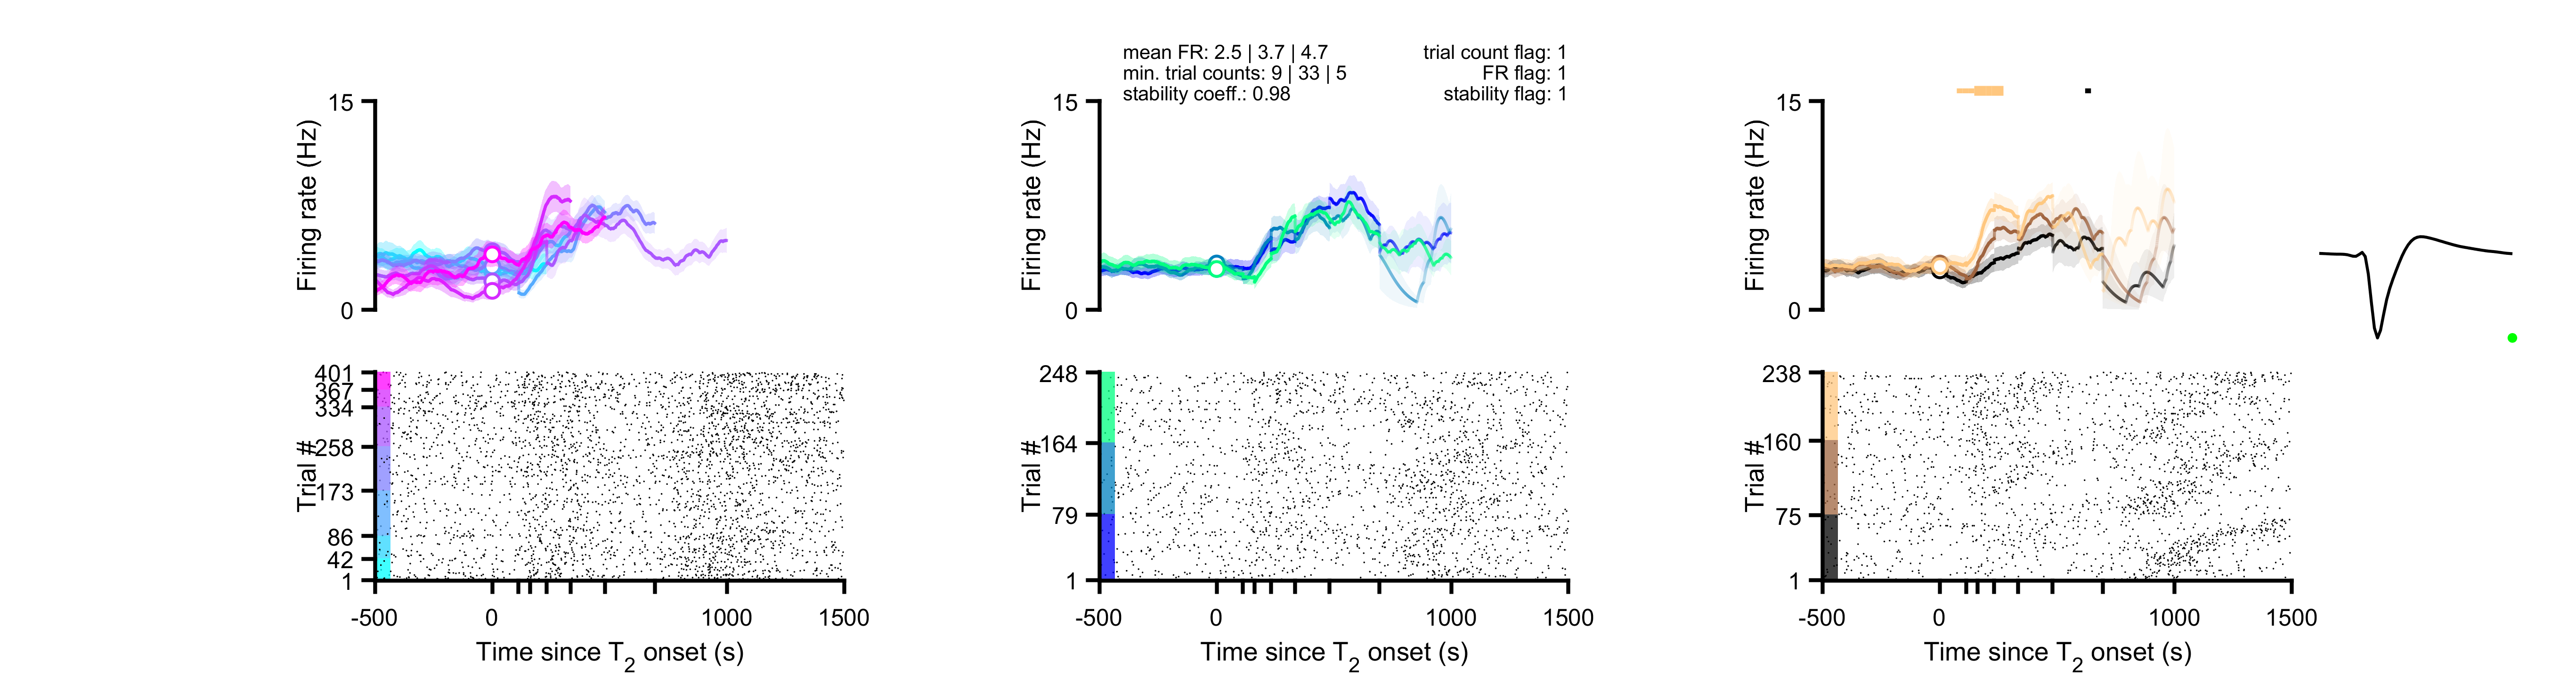 mean FR: 2.5 | 3.7 | 4.7
min. trial counts: 9 | 33 | 5
stability coeff.: 0.98
trial count flag: 1
FR flag: 1
stability flag: 1
15
Firing rate (Hz)
0
401
367
334
258
173
86
42
1
Trial #
-500
0
1000
1500
Time since T2 onset (s)
15
Firing rate (Hz)
0
248
164
79
1
Trial #
-500
0
1000
1500
Time since T2 onset (s)
15
Firing rate (Hz)
0
238
160
75
1
Trial #
-500
0
1000
1500
Time since T2 onset (s)